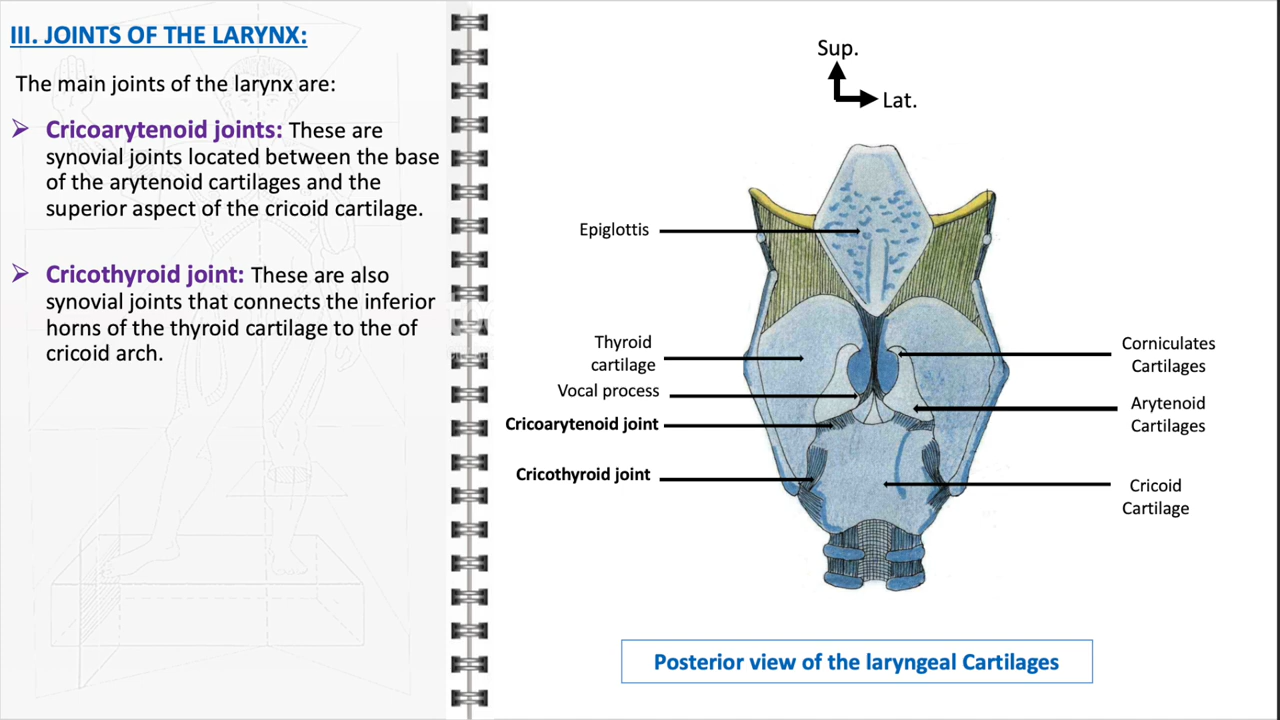 III. JOINTS OF THE LARYNX:
The main joints of the larynx are:
Cricoarytenoid joints: These are
synovial joints located between the base
of the arytenoid cartilages and the
superior aspect of the cricoid cartilage.
Cricothyroid joint: These are also
synovial joints that connects the inferior
horns of the thyroid cartilage to the of
cricoid arch.
Sup.
Lat.
Epiglottis
Thyroid
cartilage
Vocal process
Cricoarytenoid joint
Cricothyroid joint
Corniculates
Cartilages
Arytenoid
Cartilages
Cricoid
Cartilage
Posterior view of the laryngeal Cartilages